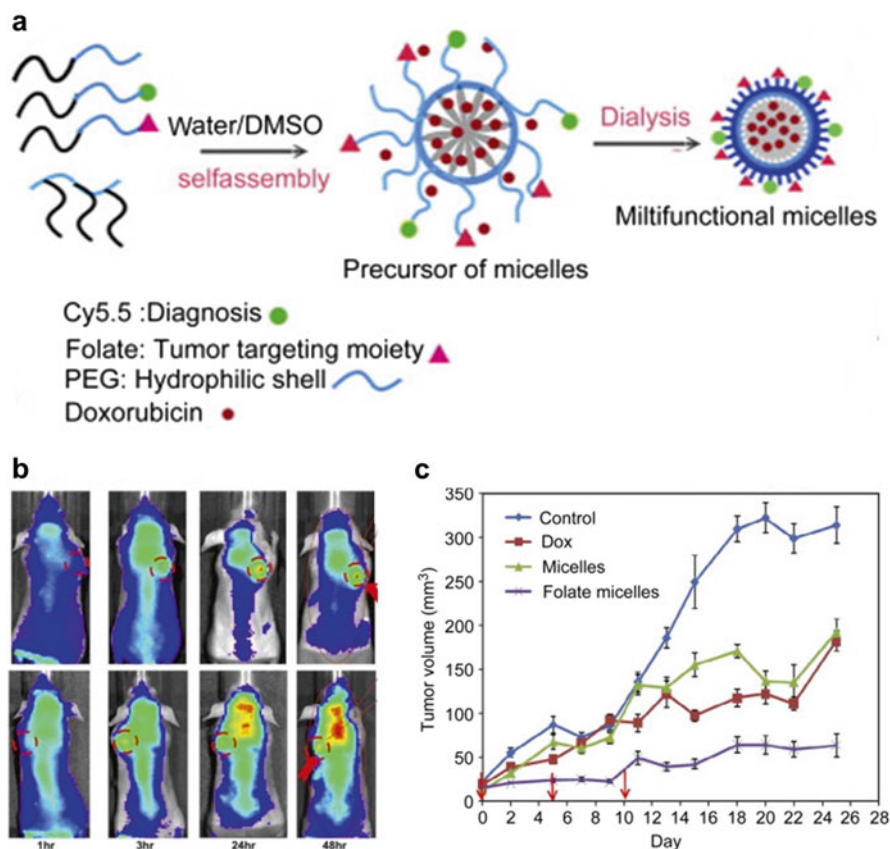 a
Water/DMSO
selfassembly
Dialysis
Precursor of micelles
Miltifunctional micelles
Cy5.5 :Diagnosis
Folate: Tumor targeting moiety
PEG: Hydrophilic shell
Doxorubicin
b
1hr 3hr 24hr 48hr
c
350
300
250
200
150
100
50
0
Tumor volume (mm³)
Control
Dox
Micelles
Folate micelles
0 2 4 6 8 10 12 14 16 18 20 22 24 26 28
Day